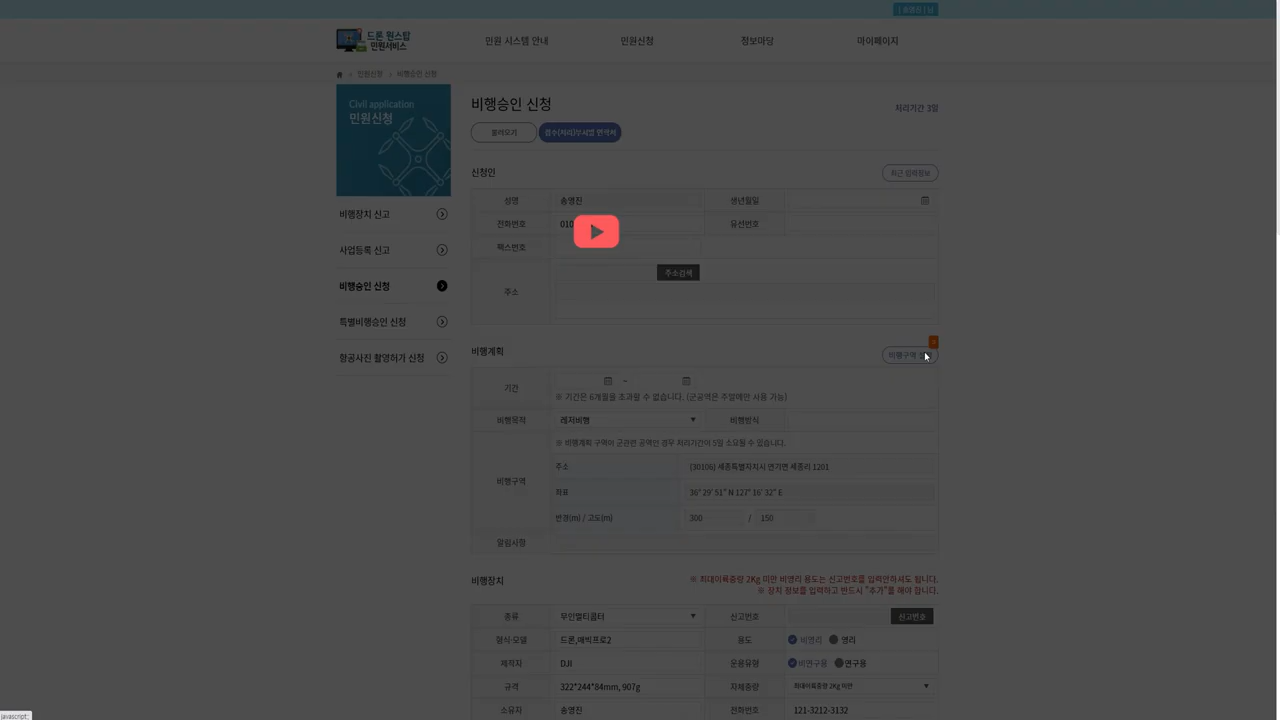 [ 송영진 ] 님
드론 원스탑
민원서비스
민원 시스템 안내
민원신청
정보마당
마이페이지
민원신청
비행승인 신청
Civil application
민원신청
비행장치 신고
사업등록 신고
비행승인 신청
특별비행승인 신청
항공사진 촬영허가 신청
비행승인 신청
처리기간 3일
불러오기
신청인
최근 입력정보
성명
송영진
생년월일
전화번호
010
유선번호
팩스번호
주소검색
주소
비행계획
비행구역
기간
~
※ 기간은 6개월을 초과할 수 없습니다. (군공역은 주말에만 사용 가능)
비행목적
레저비행
비행방식
※ 비행계획 구역이 군관련 공역인 경우 처리기간이 5일 소요될 수 있습니다.
비행구역
주소
(30106) 세종특별자치시 연기면 세종리 1201
좌표
36° 29' 51" N 127° 16' 32" E
반경(m) / 고도(m)
300 / 150
알림사항
비행장치
※ 최대이륙중량 2Kg 미만 비영리 용도는 신고번호를 입력안하셔도 됩니다.
※ 장치 정보를 입력하고 반드시 "추가"를 해야 합니다.
종류
무인멀티콥터
신고번호
신고번호
형식·모델
드론,매빅프로2
용도
비영리
영리
제작자
DJI
운용유형
비연구용
연구용
규격
322*244*84mm, 907g
자체중량
최대이륙중량 2Kg 미만
소유자
송영진
전화번호
121-3212-3132
javascript:;